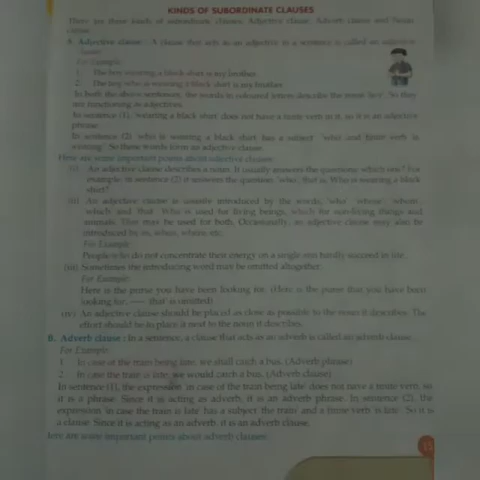 KINDS OF SUBORDINATE CLAUSES
There are three kinds of subordinate clauses: Adjective clause, Adverb clause and Noun
clause.
A. Adjective clause : A clause that acts as an adjective in a sentence is called an adjective
clause.
For Example:
1. The boy wearing a black shirt is my brother.
2. The boy who is wearing a black shirt is my brother.
In both the above sentences, the words in coloured letters describe the noun 'boy'. So they
are functioning as adjectives.
In sentence (1), 'wearing a black shirt' does not have a finite verb in it, so it is an adjective
phrase.
In sentence (2) 'who is wearing a black shirt' has a subject 'who' and finite verb 'is
wearing'. So these words form an adjective clause.
Here are some important points about adjective clauses:
(i) An adjective clause describes a noun. It usually answers the question: which one? For
example: in sentence (2) it answers the question, 'who', that is, Who is wearing a black
shirt?
(ii) An adjective clause is usually introduced by the words, 'who' 'whose', 'whom',
which and 'that'. Who is used for living beings, which for non-living things and
animals. That may be used for both. Occasionally, an adjective clause may also be
introduced by as, when, where, etc.
For Example:
People who do not concentrate their energy on a single aim hardly succeed in life.
(iii) Sometimes the introducing word may be omitted altogether.
For Example:
Here is the purse you have been looking for. (Here is the purse that you have been
looking for, — 'that' is omitted)
(iv) An adjective clause should be placed as close as possible to the noun it describes. The
effort should be to place it next to the noun it describes.
B. Adverb clause : In a sentence, a clause that acts as an adverb is called an adverb clause.
For Example:
1. In case of the train being late, we shall catch a bus. (Adverb phrase)
2. In case the train is late, we would catch a bus. (Adverb clause)
In sentence (1), the expression 'in case of the train being late' does not have a finite verb, so
it is a phrase. Since it is acting as adverb, it is an adverb phrase. In sentence (2), the
expression 'in case the train is late' has a subject 'the train' and a finite verb 'is late'. So it is
a clause. Since it is acting as an adverb, it is an adverb clause.
Here are some important points about adverb clauses: